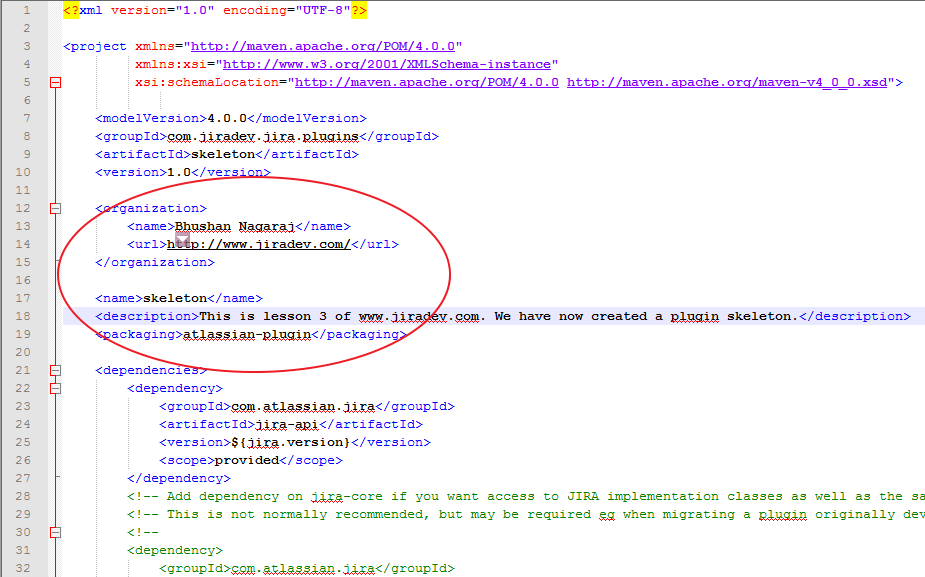 1 <?xml version="1.0" encoding="UTF-8"?>
2
3 <project xmlns="http://maven.apache.org/POM/4.0.0"
4 xmlns:xsi="http://www.w3.org/2001/XMLSchema-instance"
5 xsi:schemaLocation="http://maven.apache.org/POM/4.0.0 http://maven.apache.org/maven-v4_0_0.xsd">
6
7 <modelVersion>4.0.0</modelVersion>
8 <groupId>com.jiradev.jira.plugins</groupId>
9 <artifactId>skeleton</artifactId>
10 <version>1.0</version>
11
12 <organization>
13 <name>Bhushan Nagaraj</name>
14 <url>http://www.jiradev.com/</url>
15 </organization>
16
17 <name>skeleton</name>
18 <description>This is lesson 3 of www.jiradev.com. We have now created a plugin skeleton.</description>
19 <packaging>atlassian-plugin</packaging>
20
21 <dependencies>
22 <dependency>
23 <groupId>com.atlassian.jira</groupId>
24 <artifactId>jira-api</artifactId>
25 <version>${jira.version}</version>
26 <scope>provided</scope>
27 </dependency>
28 <!-- Add dependency on jira-core if you want access to JIRA implementation classes as well as the sa
29 <!-- This is not normally recommended, but may be required eg when migrating a plugin originally dev
30 <!--
31 <dependency>
32 <groupId>com.atlassian.jira</groupId>